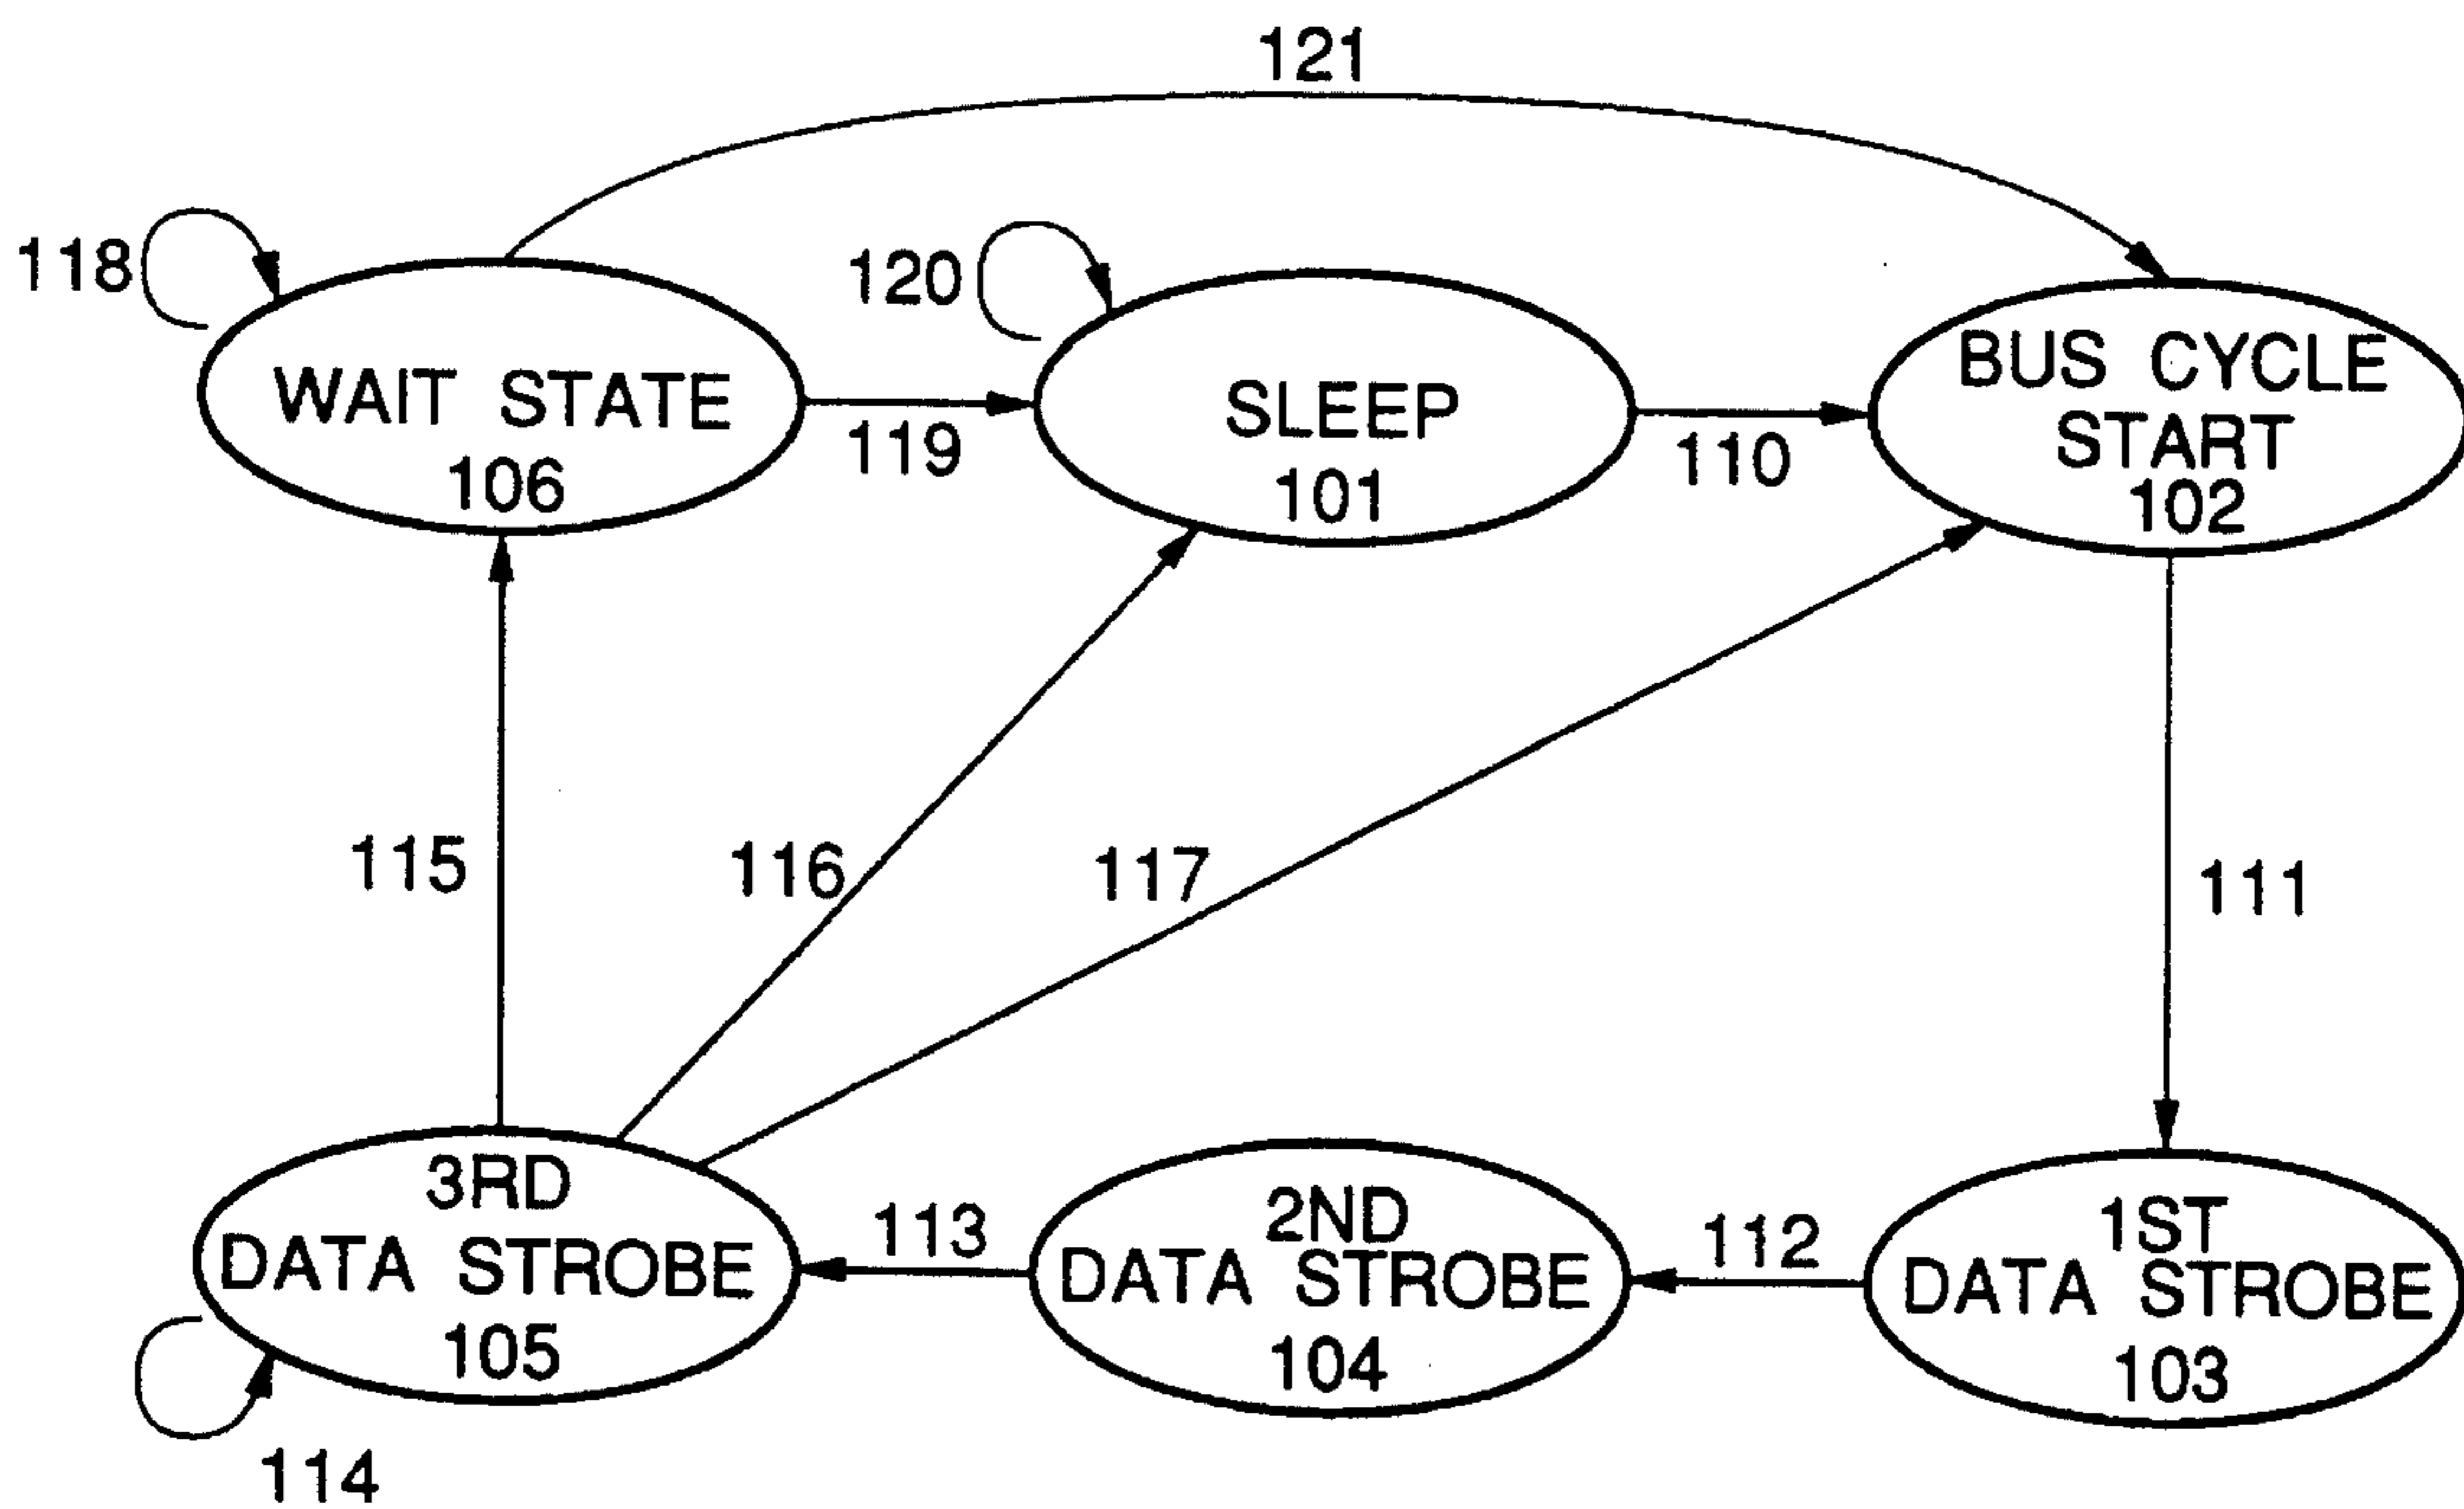 121
118
120
WAIT STATE
106
119
SLEEP
101
110
BUS CYCLE
START
102
115
116
117
111
3RD
DATA STROBE
105
114
113
2ND
DATA STROBE
104
112
1ST
DATA STROBE
103